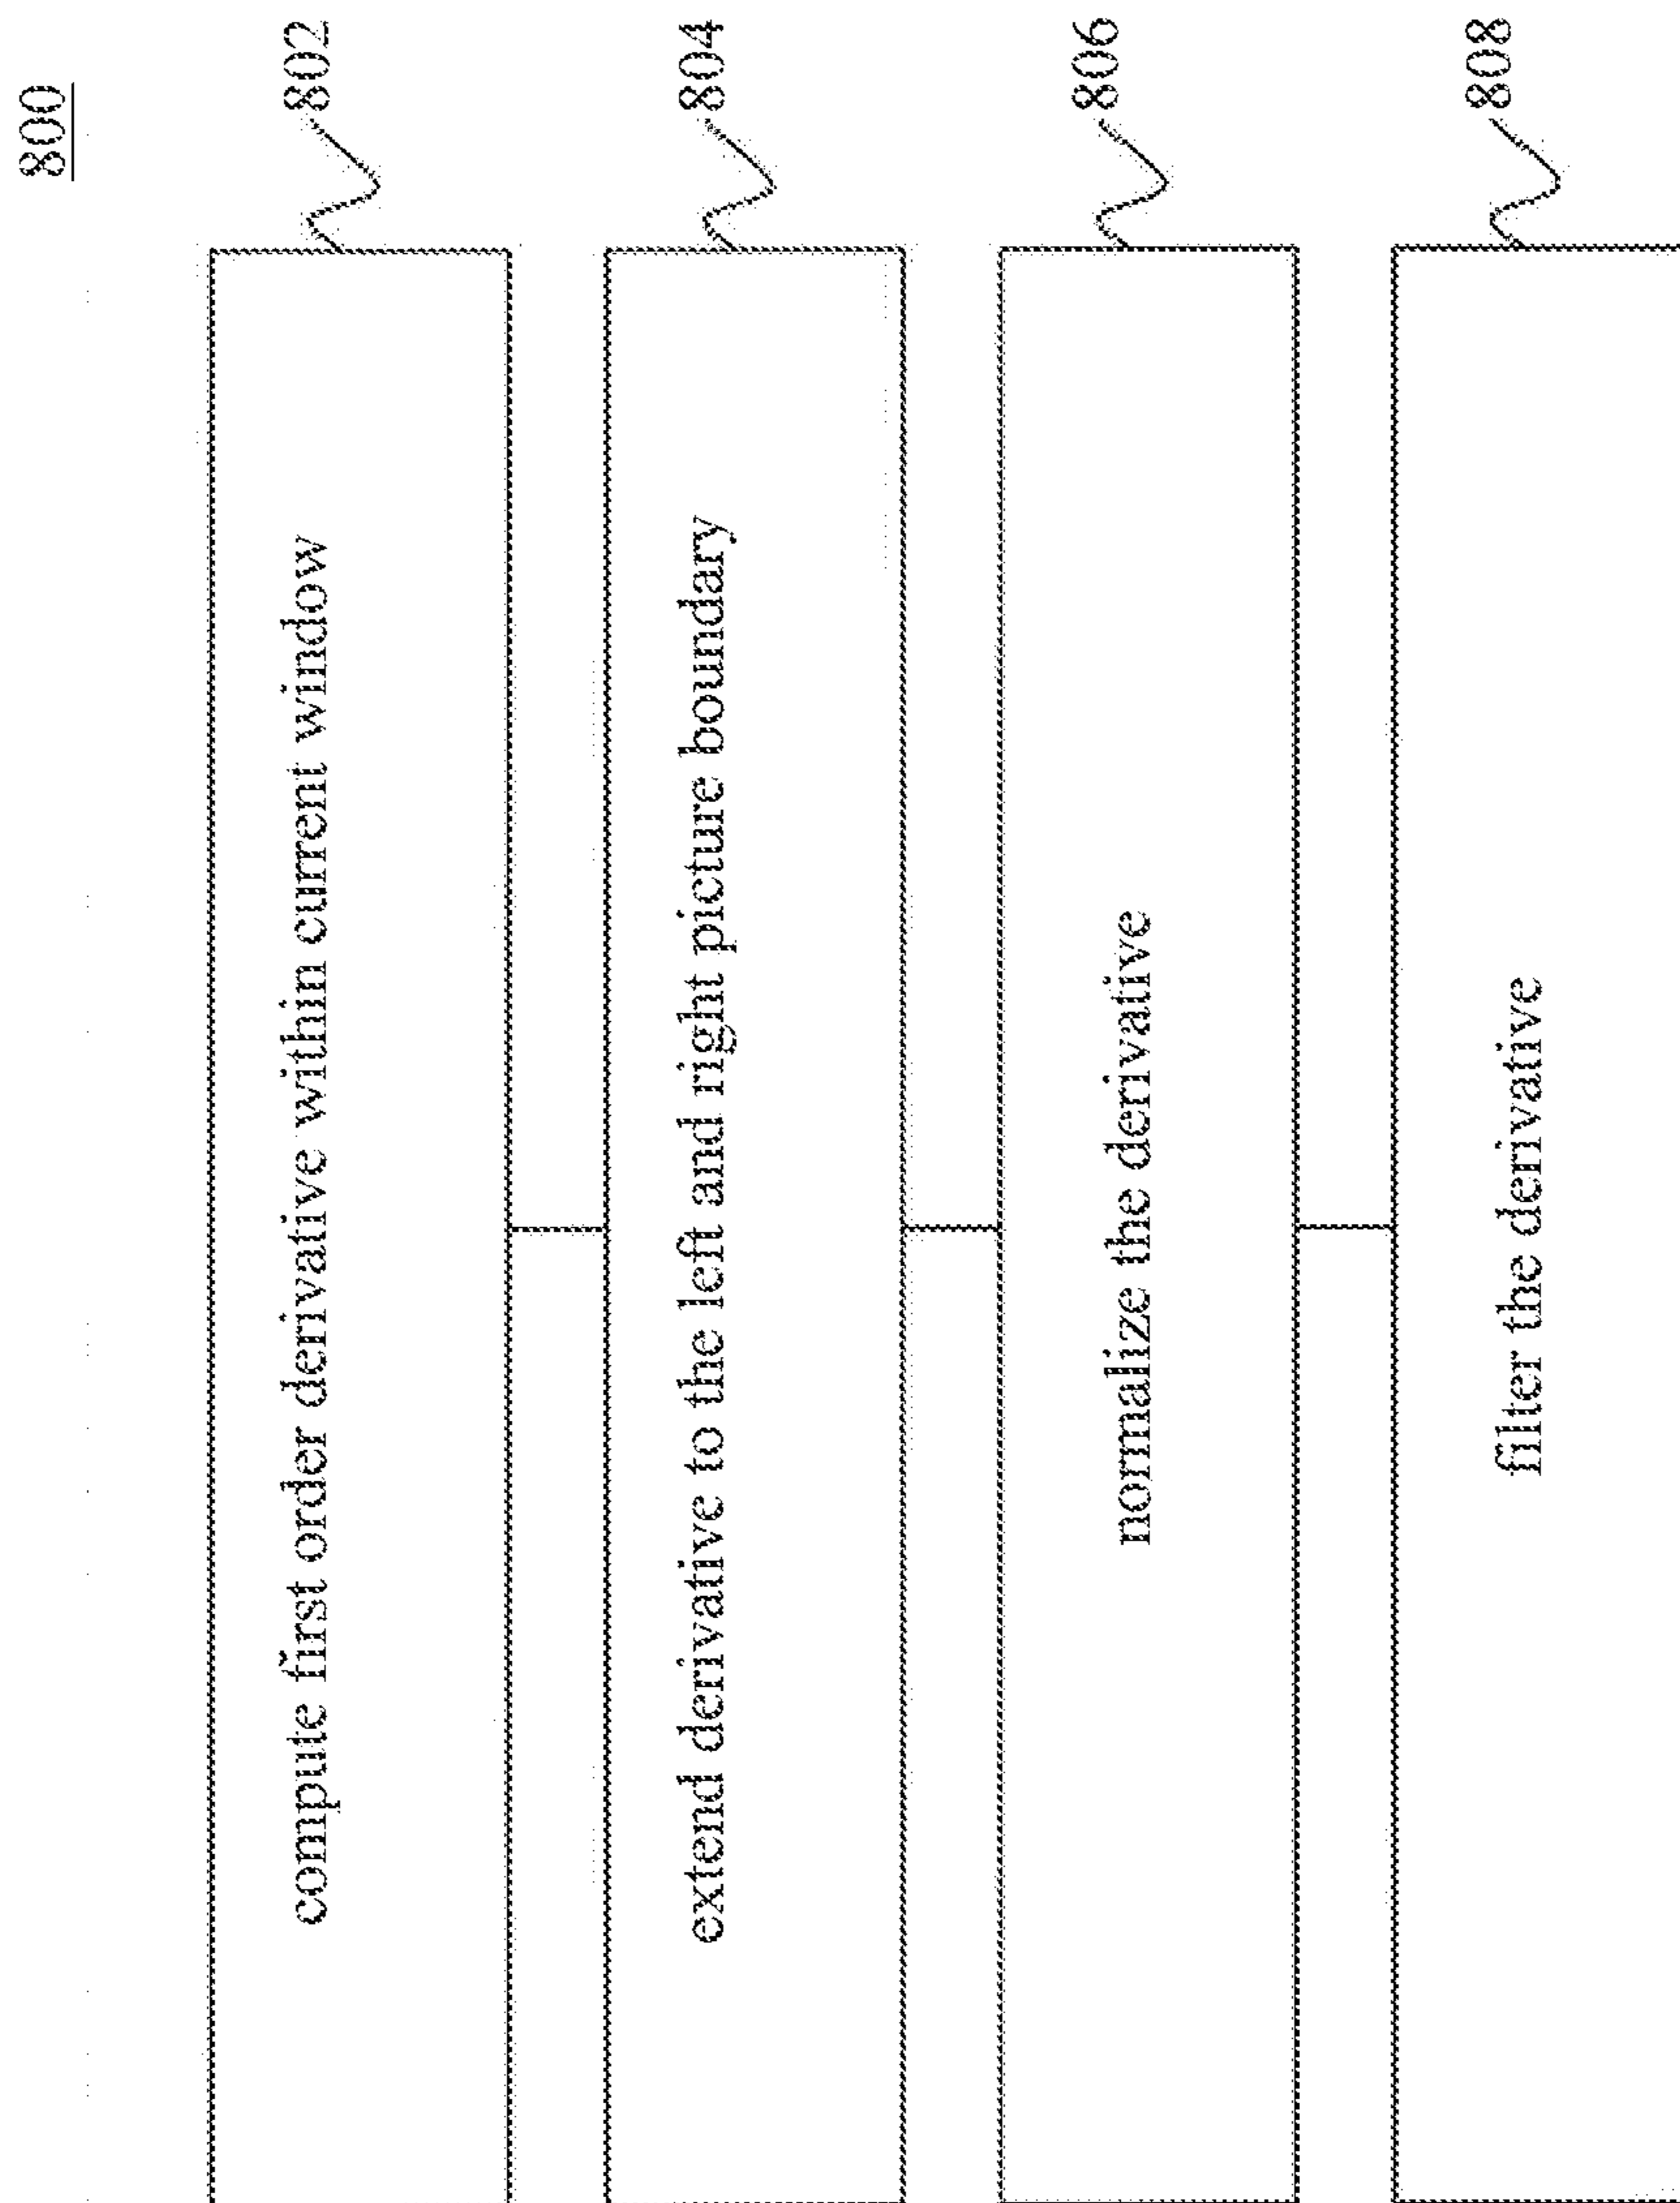 800
compute first order derivative within current window
802
extend derivative to the left and right picture boundary
804
normalize the derivative
806
filter the derivative
808